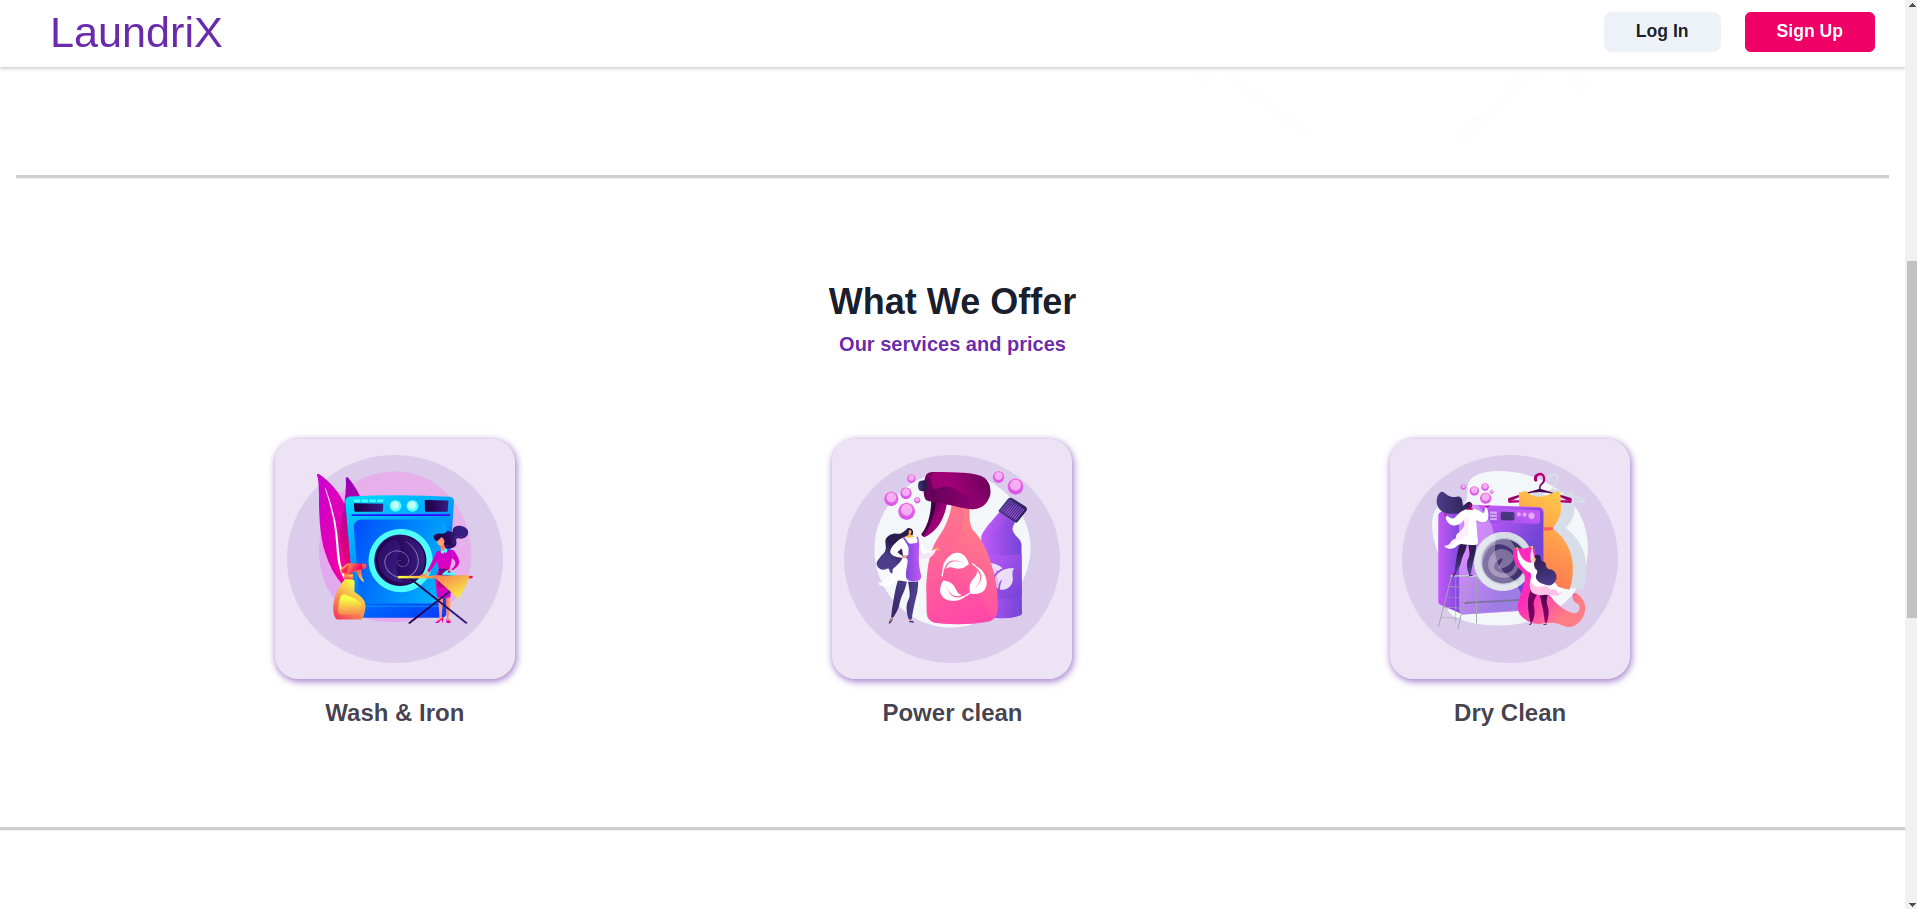 LaundriX
Log In
Sign Up
What We Offer
Our services and prices
Wash & Iron
Power clean
Dry Clean